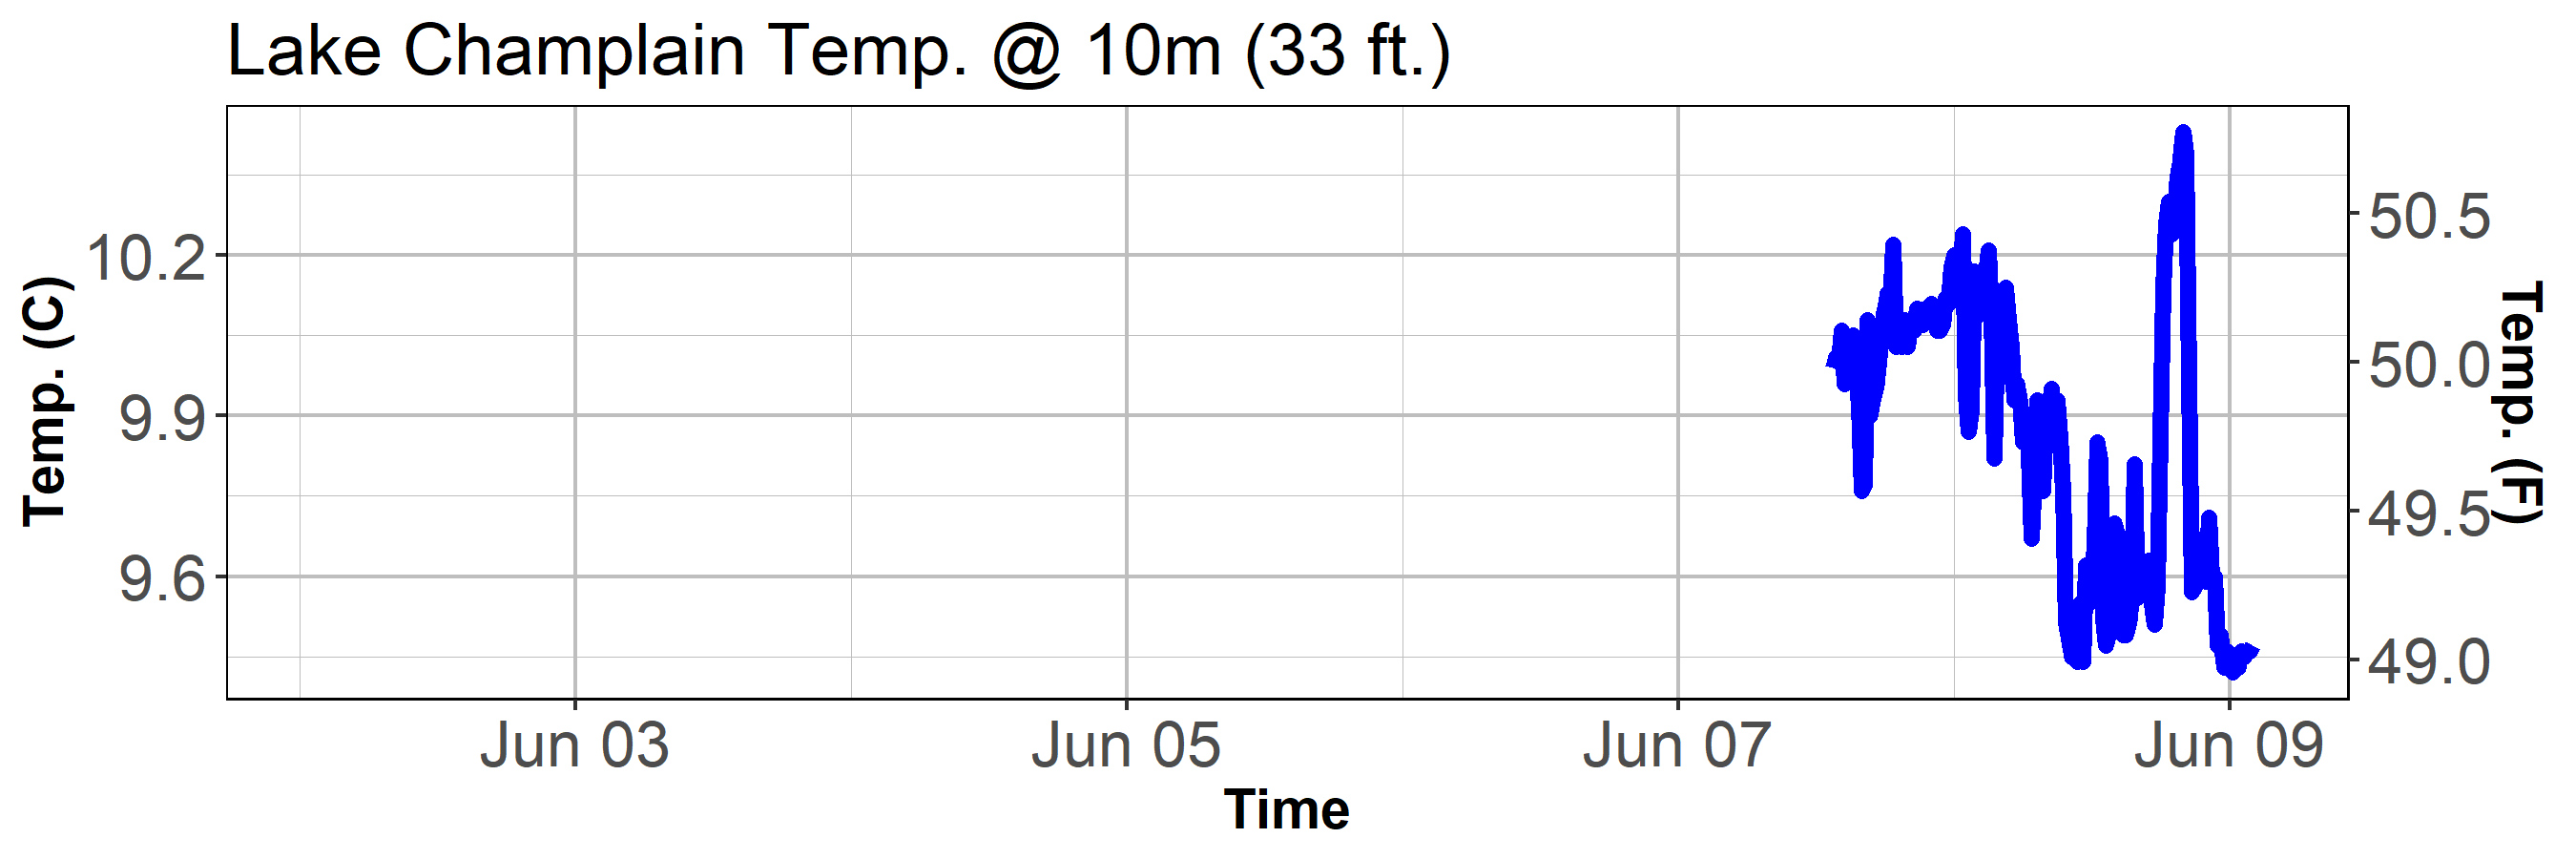 Lake Champlain Temp. @ 10m (33 ft.)
Temp. (C)
10.2
9.9
9.6
50.5
50.0
49.5
49.0
Temp. (F)
Jun 03 Jun 05 Jun 07 Jun 09
Time